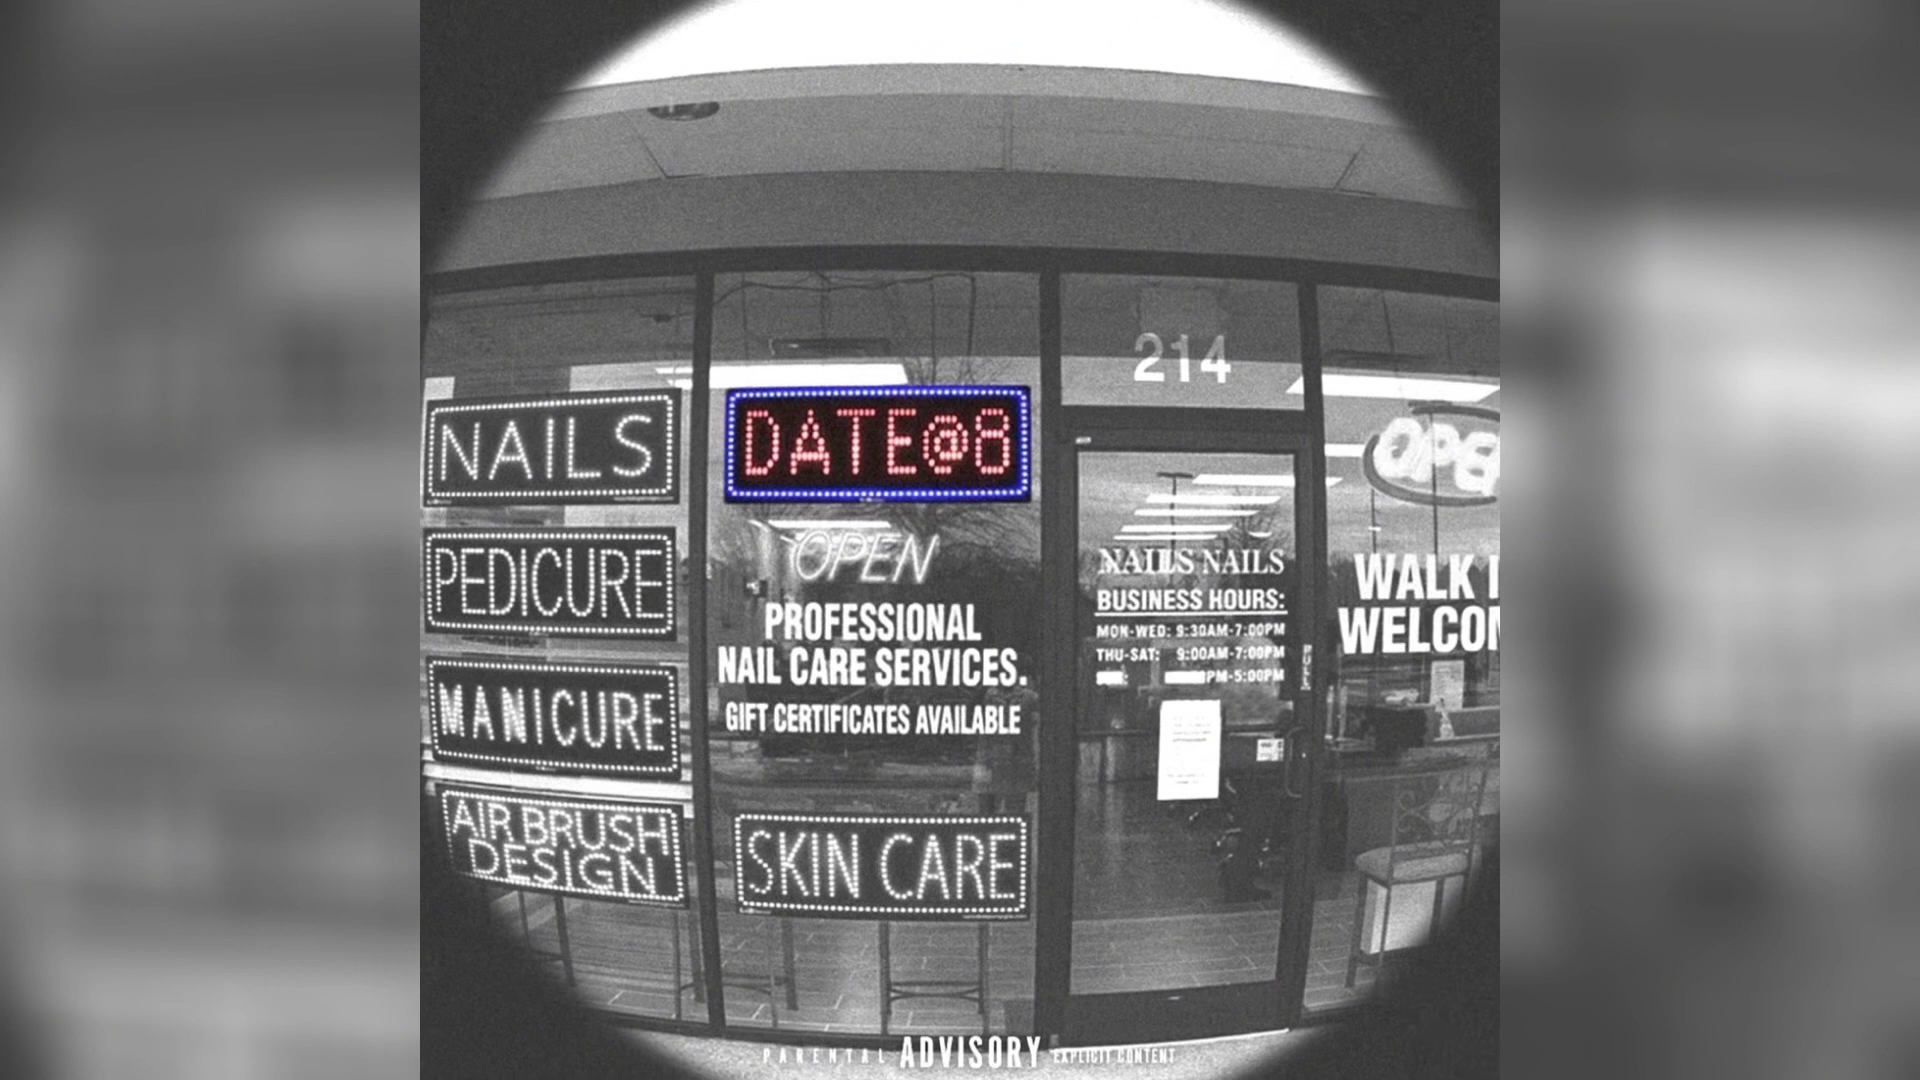 214
NAILS
DATE@8
OPEN
PEDICURE
OPEN
PROFESSIONAL
NAIL CARE SERVICES.
GIFT CERTIFICATES AVAILABLE
NAILS NAILS
BUSINESS HOURS:
MON-WED: 9:30AM-7:00PM
THU-SAT: 9:00AM-7:00PM
PM-5:00PM
PULL
WALK I
WELCOM
MANICURE
AIR BRUSH
DESIGN
SKIN CARE
PARENTAL ADVISORY EXPLICIT CONTENT